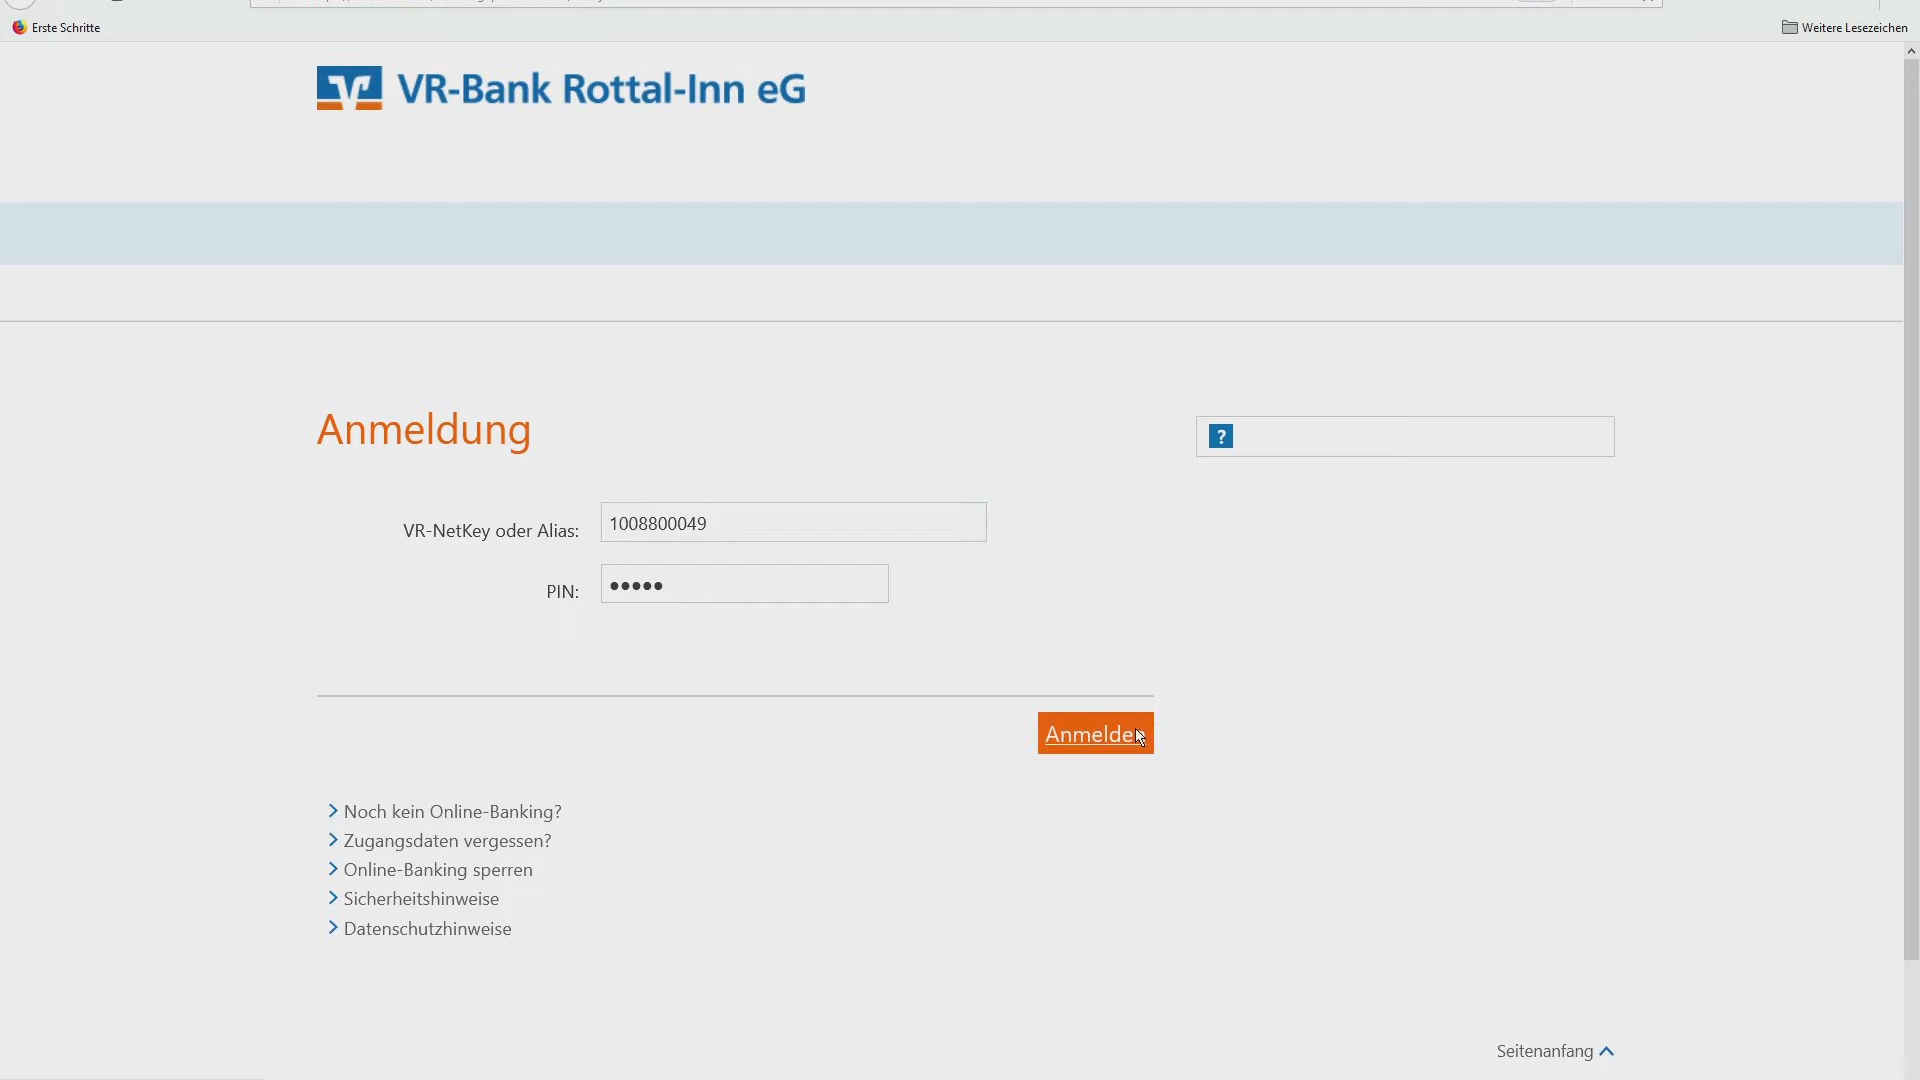 Erste Schritte
Weitere Lesezeichen
VR-Bank Rottal-Inn eG
Anmeldung
?
VR-NetKey oder Alias: 1008800049
PIN: •••••
Anmelden
Noch kein Online-Banking?
Zugangsdaten vergessen?
Online-Banking sperren
Sicherheitshinweise
Datenschutzhinweise
Seitenanfang